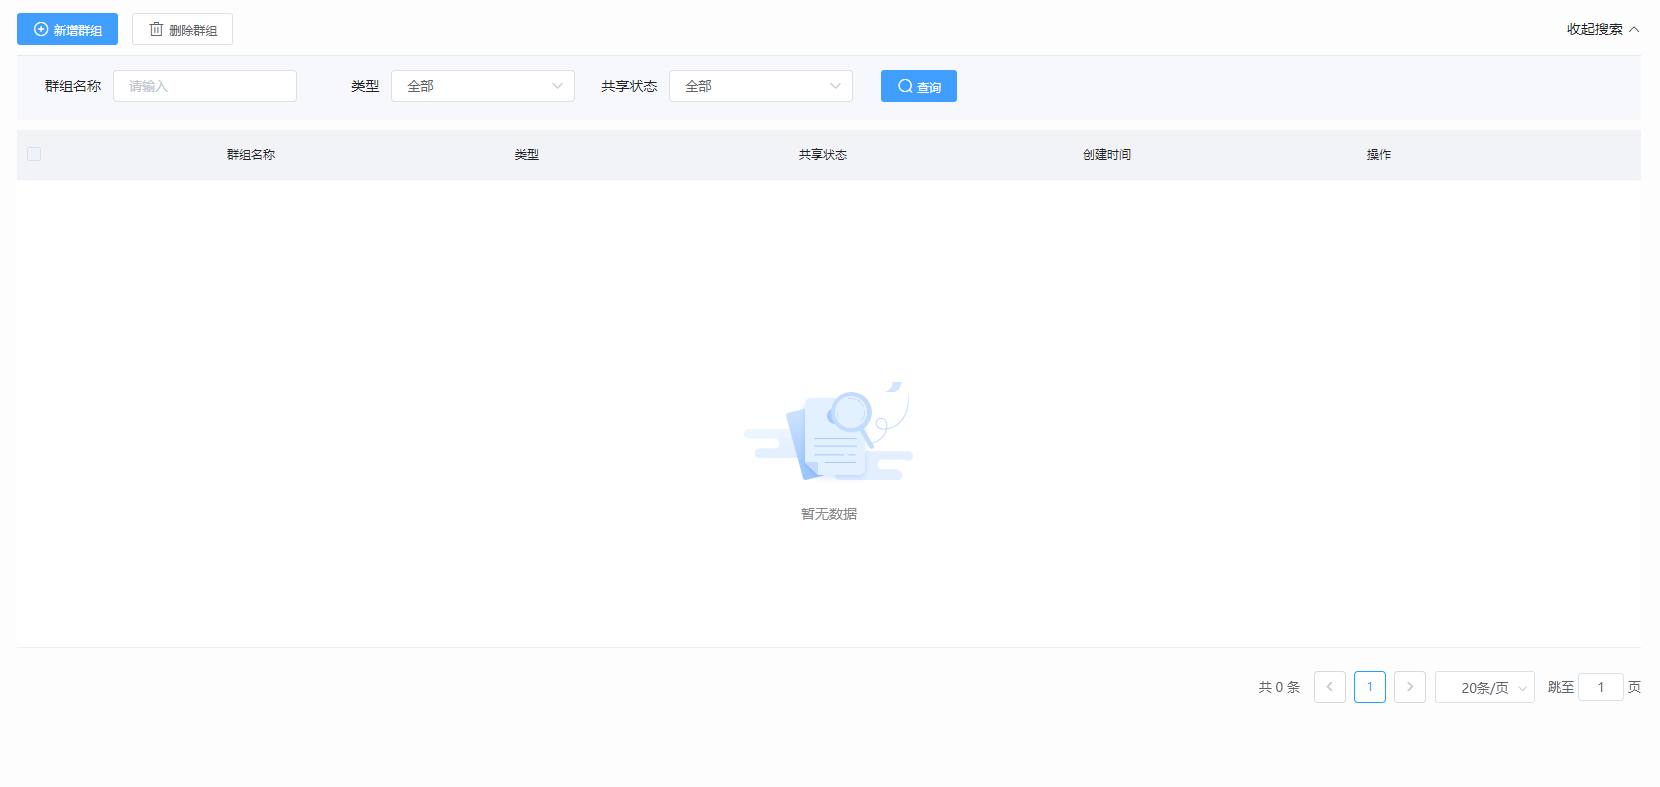 新增群组 删除群组 收起搜索
群组名称 请输入 类型 全部 共享状态 全部 查询
群组名称 类型 共享状态 创建时间 操作
暂无数据
共 0 条 1 20条/页 跳至 1 页